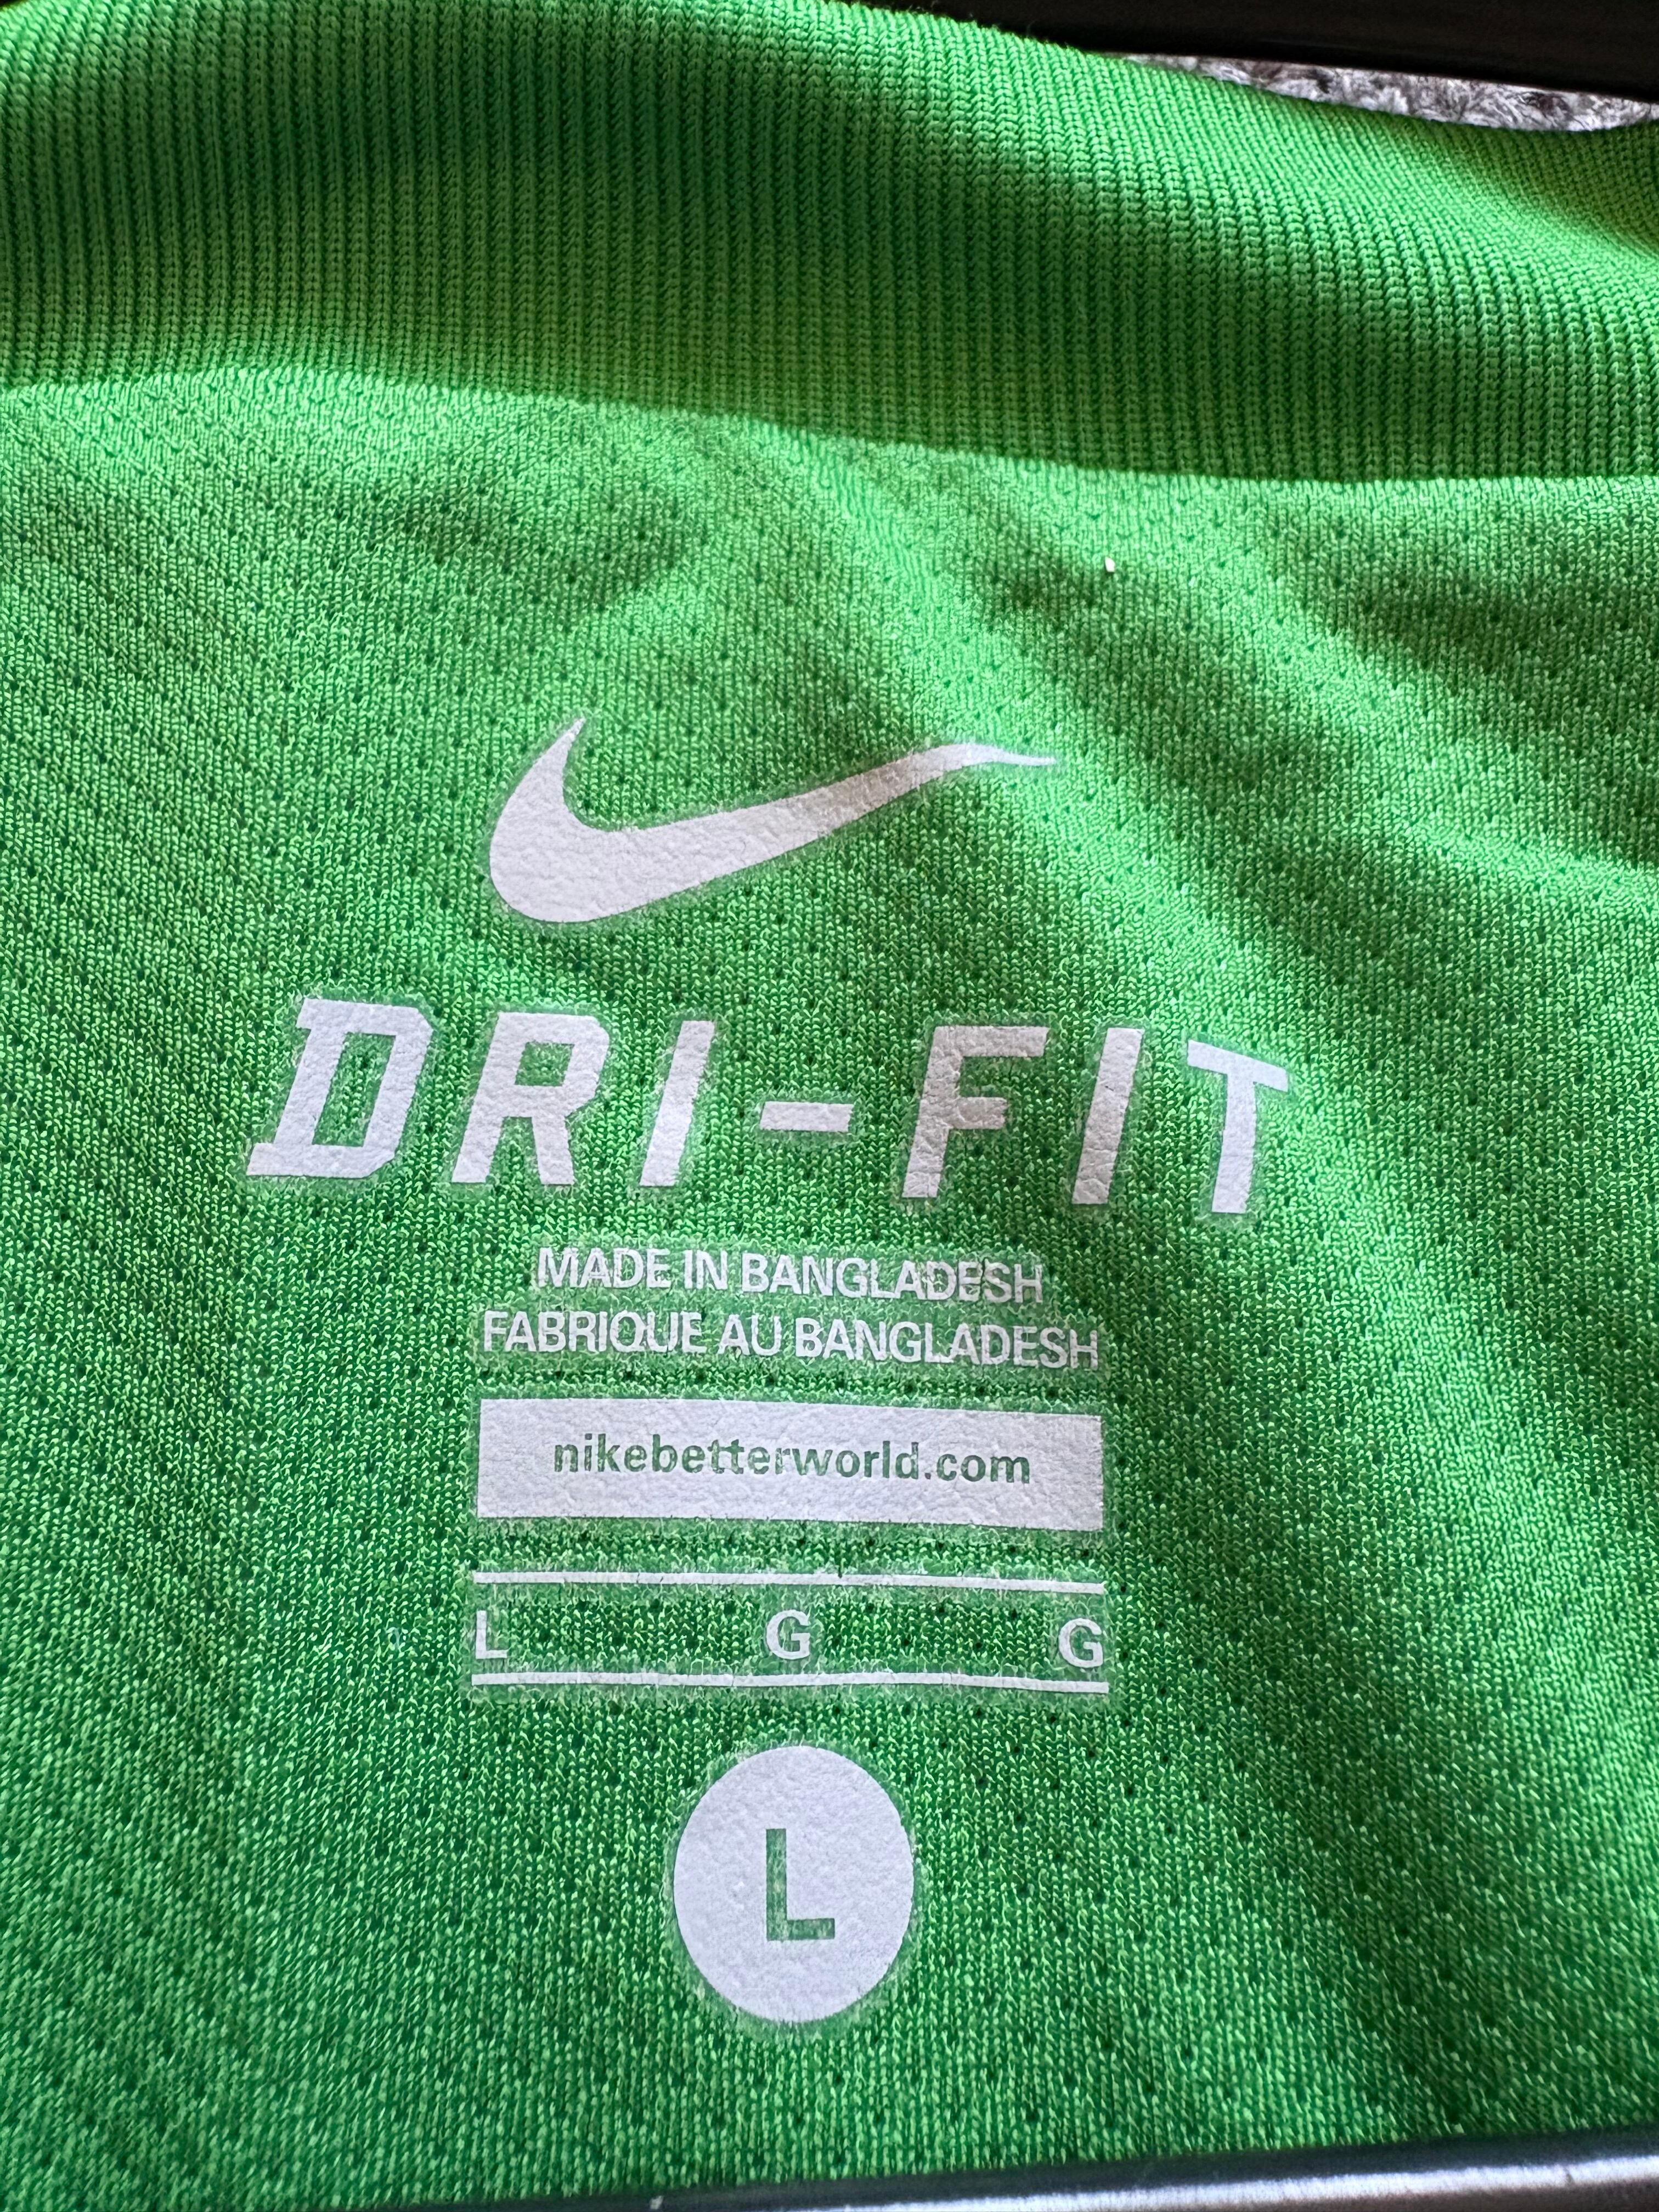 DRI-FIT
MADE IN BANGLADESH
FABRIQUE AU BANGLADESH
nikebetterworld.com
L G G
L